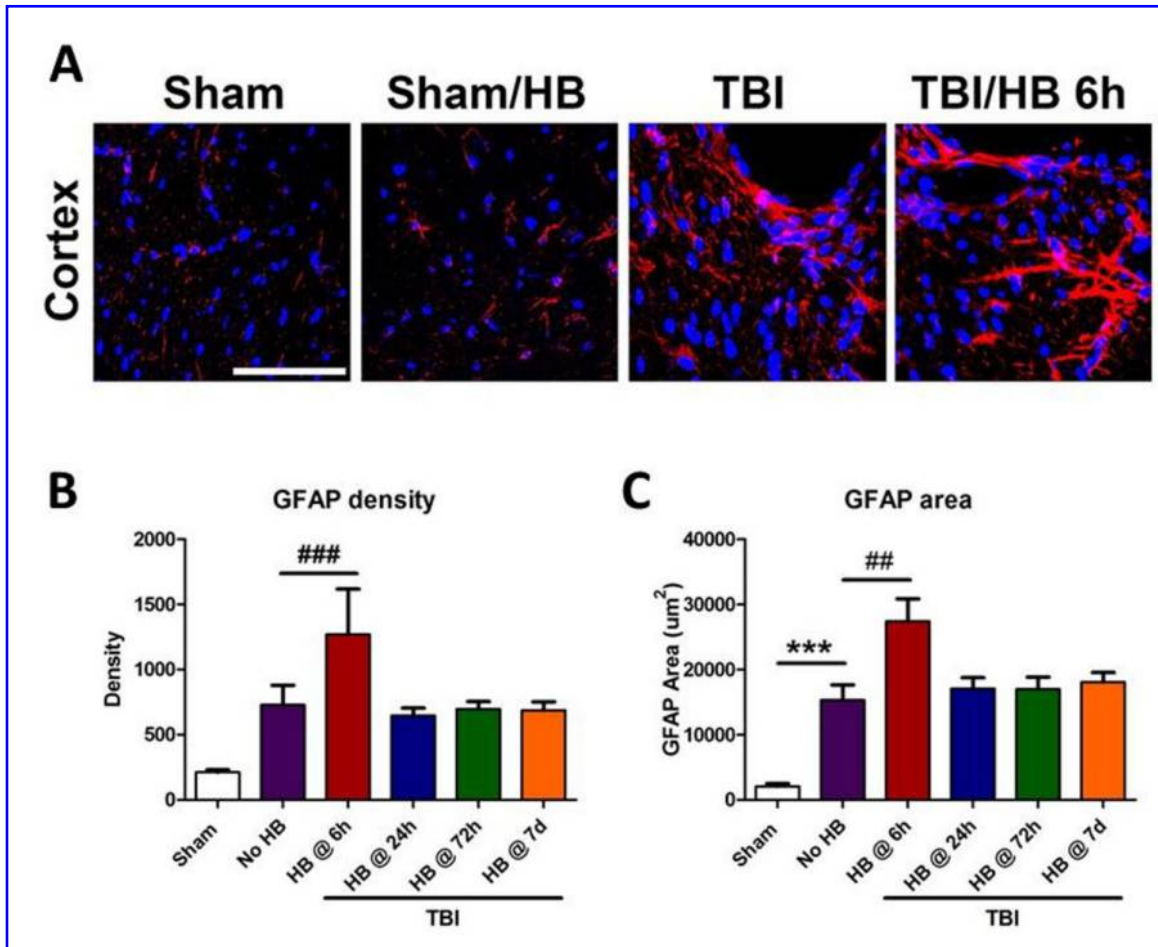 A
Sham Sham/HB TBI TBI/HB 6h
Cortex
B
GFAP density
2000
1500
1000
500
0
Density
###
Sham
No HB
HB @ 6h
HB @ 24h
HB @ 72h
HB @ 7d
TBI
C
GFAP area
40000
30000
20000
10000
0
GFAP Area (um²)
***
##
Sham
No HB
HB @ 6h
HB @ 24h
HB @ 72h
HB @ 7d
TBI